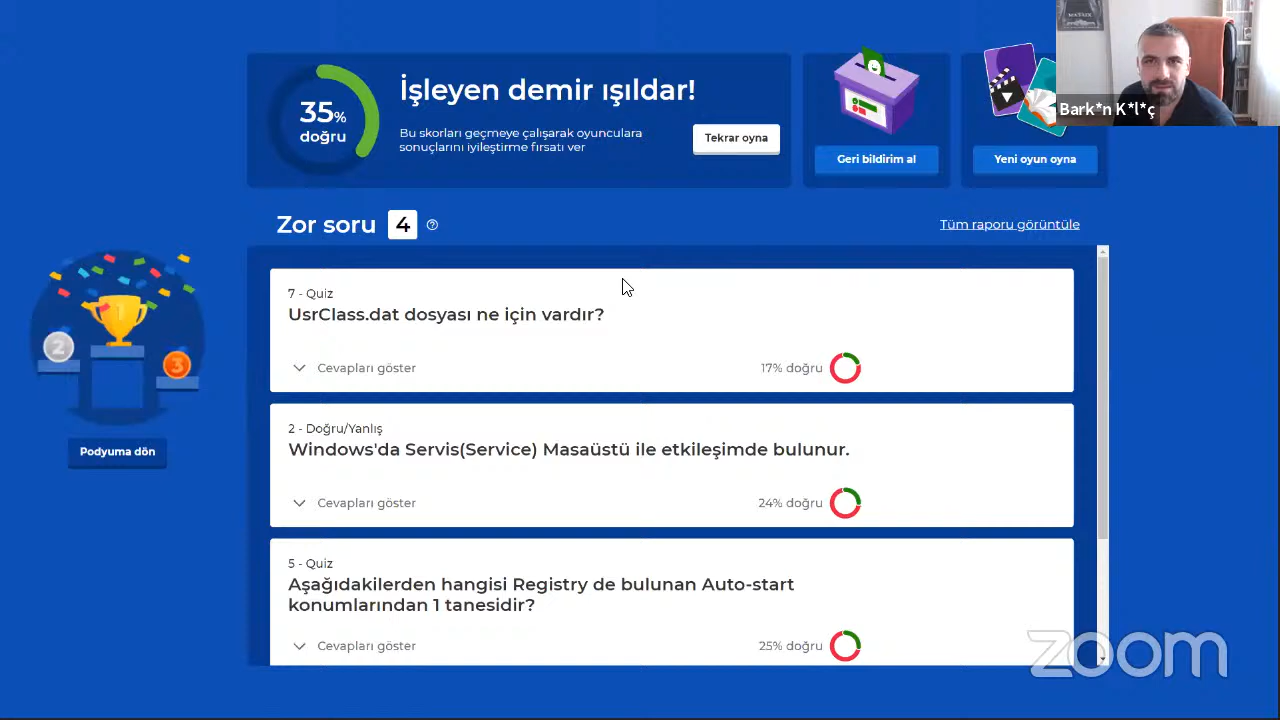 35%
doğru
İşleyen demir ışıldar!
Bu skorları geçmeye çalışarak oyunculara
sonuçlarını iyileştirme fırsatı ver
Tekrar oyna
Geri bildirim al
Yeni oyun oyna
Bark*n K*l*ç
Zor soru 4
Tüm raporu görüntüle
1
2
3
Podyuma dön
7 - Quiz
UsrClass.dat dosyası ne için vardır?
Cevapları göster
17% doğru
2 - Doğru/Yanlış
Windows'da Servis(Service) Masaüstü ile etkileşimde bulunur.
Cevapları göster
24% doğru
5 - Quiz
Aşağıdakilerden hangisi Registry de bulunan Auto-start
konumlarından 1 tanesidir?
Cevapları göster
25% doğru
zoom